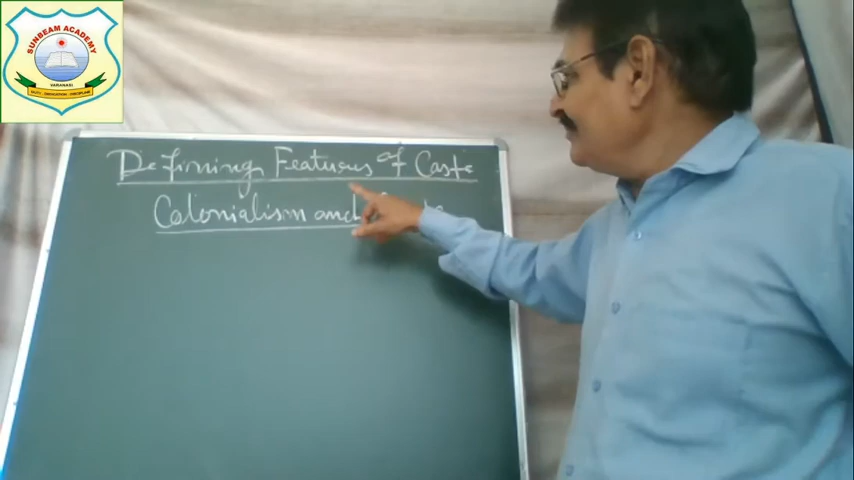 SUNBEAM ACADEMY
VARANASI
Defining Features of Caste
Colonialism and